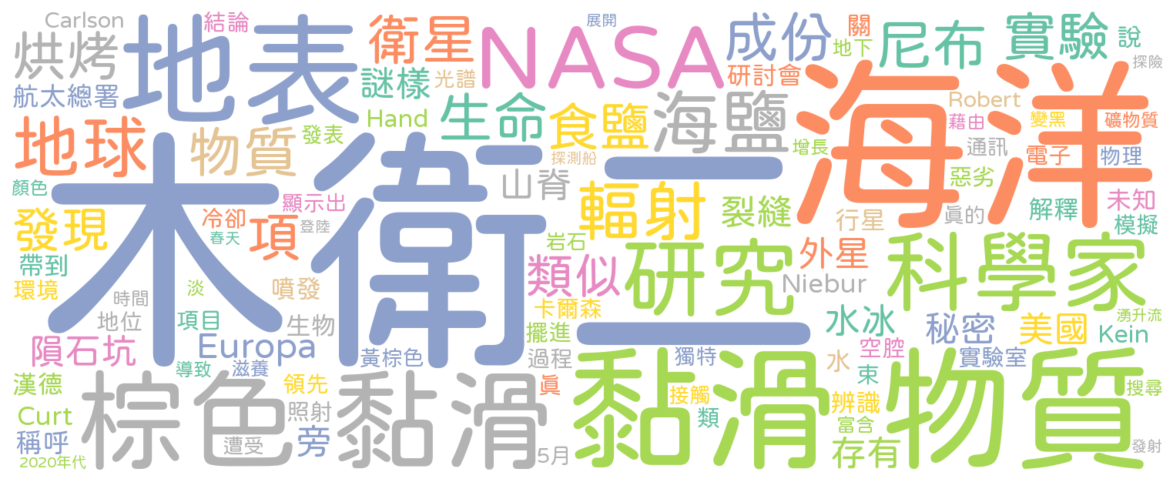 Carlson
結論
展開
烘烤
地表
衛星
NASA
成份
關
地下
尼布
實驗
說
探險
航太總署
謎樣
光譜
研討會
海洋
地球
物質
發表
Hand
生命
食鹽
海鹽
增長
Robert
藉由
變黑
礦物質
探測船
通訊
電子
物理
木衛二
顏色
山脊
惡劣
發現
冷卻
春天
項
顯示出
登陸
輻射
裂縫
行星
真的
解釋
未知
模擬
帶到
岩石
環境
時間
淡
噴發
類似
研究
外星
Niebur
科學家
地位
項目
生物
卡爾森
擺進
水冰
空腔
秘密
美國
湧升流
Kein
隕石坑
Europa
導致
滋養
黃棕色
過程
獨特
水
束
實驗室
漢德
棕色
領先
照射
黏滑
真
黏滑物質
接觸
類
辨識
富含
搜尋
Curt
稱呼
2020年代
遭受
旁
5月
存有
發射